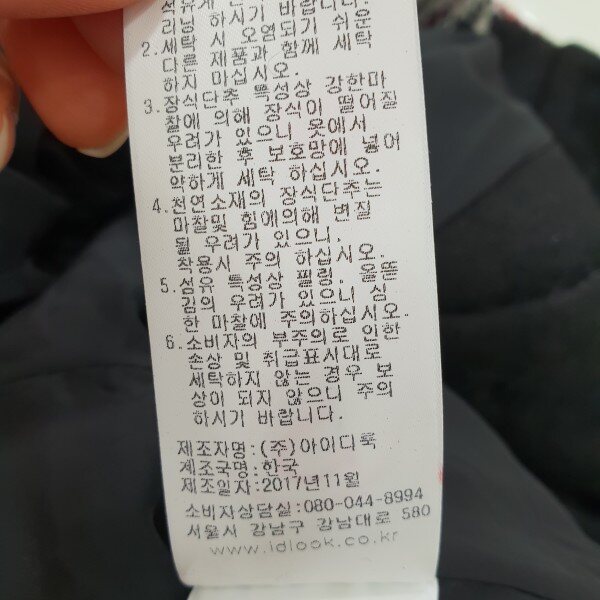 리닝 하시기 바랍니다.
2.세탁 시 오염되기 쉬운
다른 제품과 함께 세탁
하지 마십시오.
3.장식단추 특성상 강한마
찰에 의해 장식이 떨어질
우려가 있으니 옷에서
분리한 후 보호망에 넣어
약하게 세탁 하십시오.
4.천연소재의 장식단추는
마찰및 힘에의해 변질
될 우려가 있으니,
착용시 주의 하십시오.
5.섬유 특성상 필링, 올뜯
김의 우려가 있으니 심
한 마찰에 주의하십시오.
6.소비자의 부주의로 인한
손상 및 취급표시대로
세탁하지 않는 경우 보
상이 되지 않으니 주의
하시기 바랍니다.
제조자명:(주)아이디룩
제조국명:한국
제조일자:2017년11월
소비자상담실:080-044-8994
서울시 강남구 강남대로 580
www.idlook.co.kr